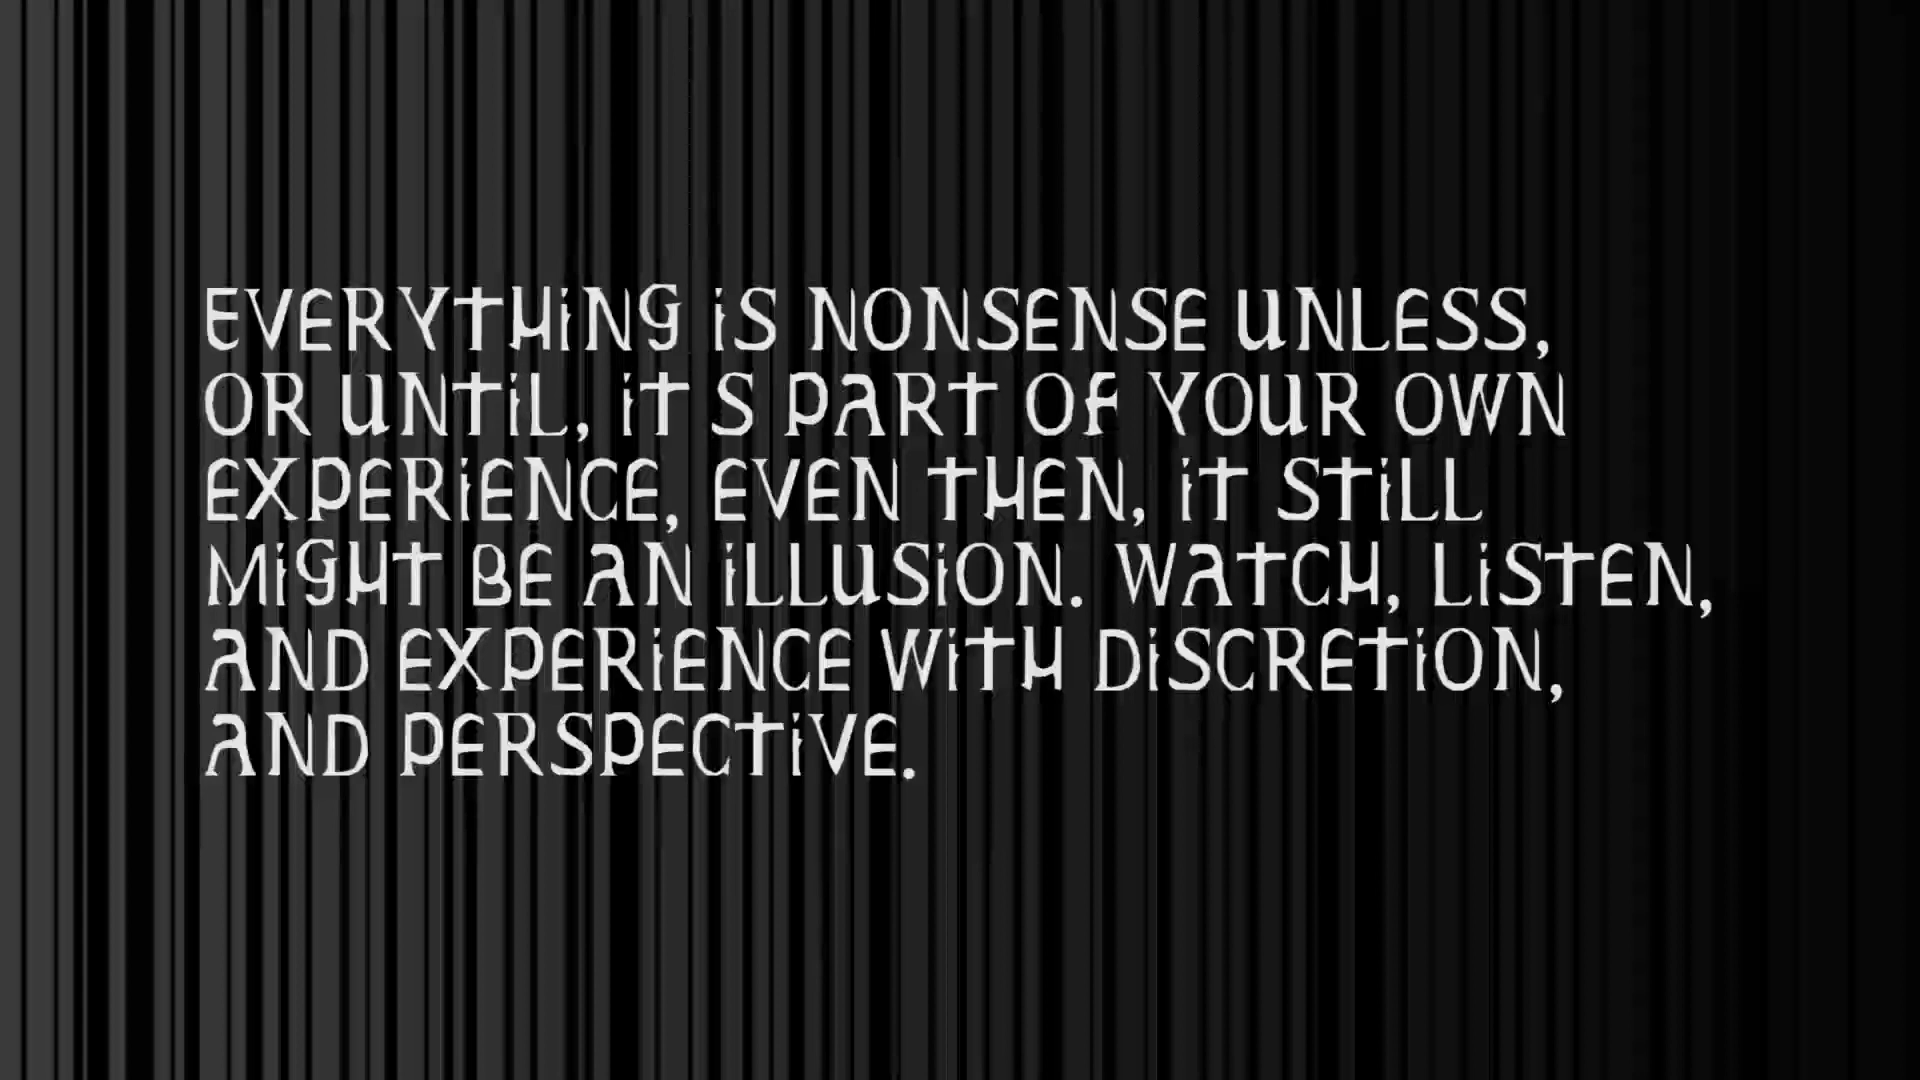 EVERYTHiNG iS NONSENSE UNLESS,
OR UNTiL, iT S PART OF YOUR OWN
EXPERiENCE, EVEN THEN, iT STiLL
MiGHT BE AN iLLUSiON. WATCH, LiSTEN,
AND EXPERiENCE WiTH DiSCRETiON,
AND PERSPECTiVE.